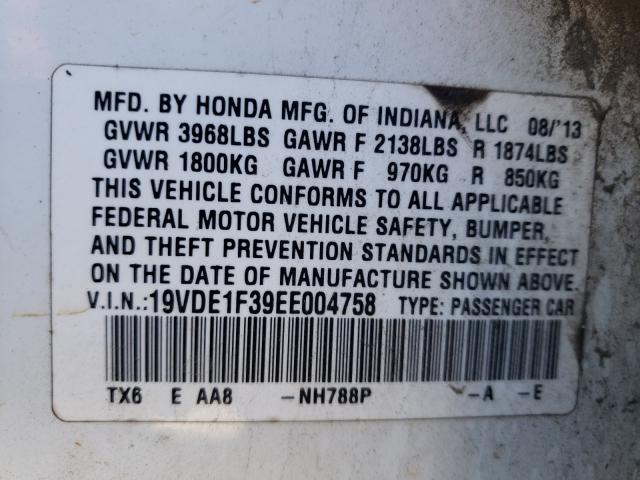 MFD. BY HONDA MFG. OF INDIANA, LLC 08/'13
GVWR 3968LBS GAWR F 2138LBS R 1874LBS
GVWR 1800KG GAWR F 970KG R 850KG
THIS VEHICLE CONFORMS TO ALL APPLICABLE
FEDERAL MOTOR VEHICLE SAFETY, BUMPER,
AND THEFT PREVENTION STANDARDS IN EFFECT
ON THE DATE OF MANUFACTURE SHOWN ABOVE.
V.I.N.:19VDE1F39EE004758 TYPE: PASSENGER CAR
TX6 E AA8 -NH788P -A -E